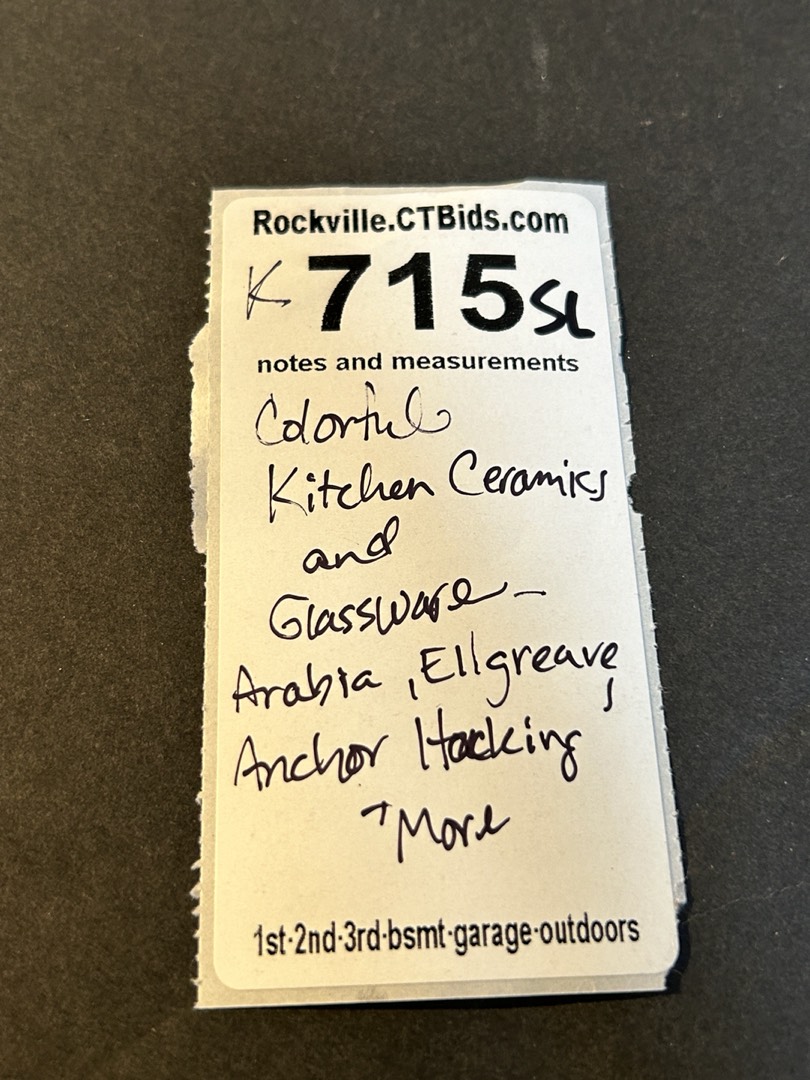 Rockville.CTBids.com
K 715 SL
notes and measurements
Colorful
Kitchen Ceramics
and
Glassware-
Arabia, Ellgreave,
Anchor Hocking
+ More
1st·2nd·3rd·bsmt·garage·outdoors